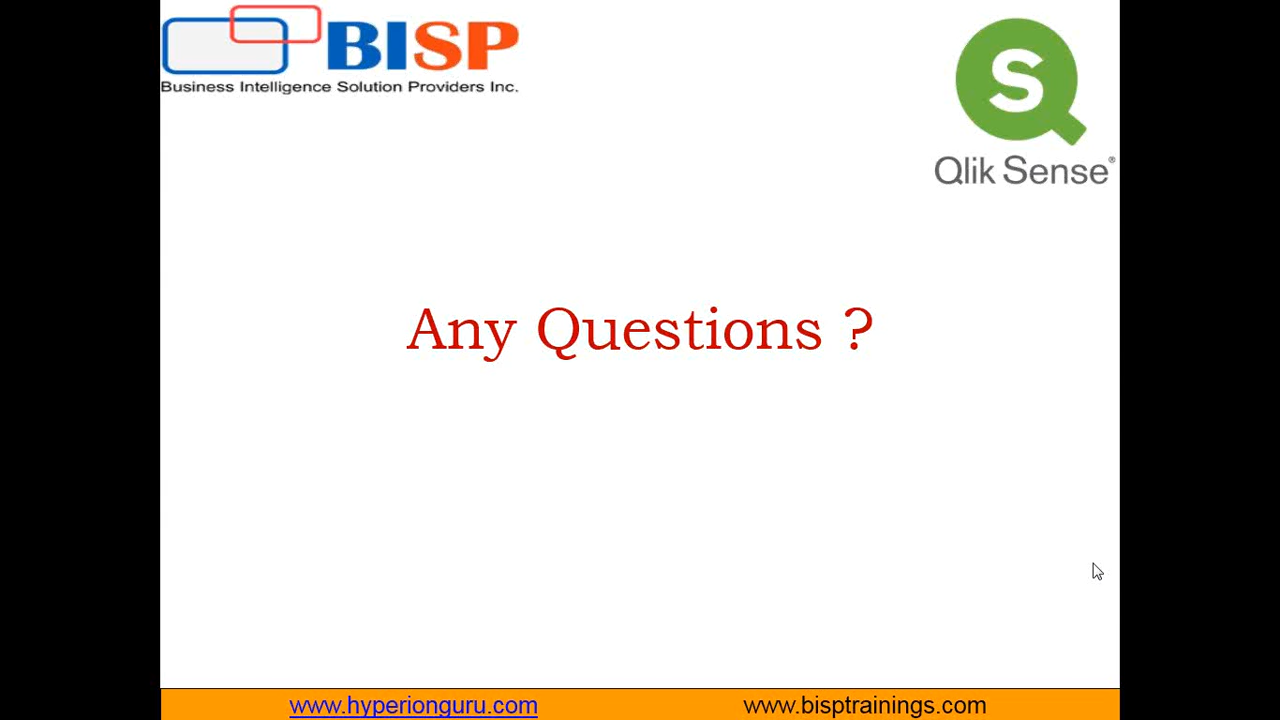 BISP
Business Intelligence Solution Providers Inc.
S
Qlik Sense®
Any Questions ?
www.hyperionguru.com
www.bisptrainings.com